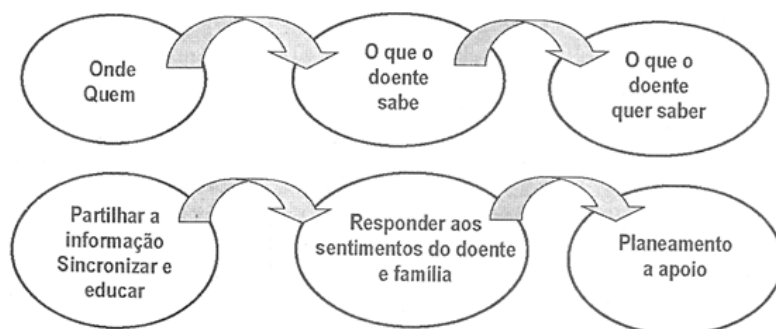 Onde
Quem
O que o
doente
sabe
O que o
doente
quer saber
Partilhar a
informação
Sincronizar e
educar
Responder aos
sentimentos do doente
e família
Planeamento
a apoio